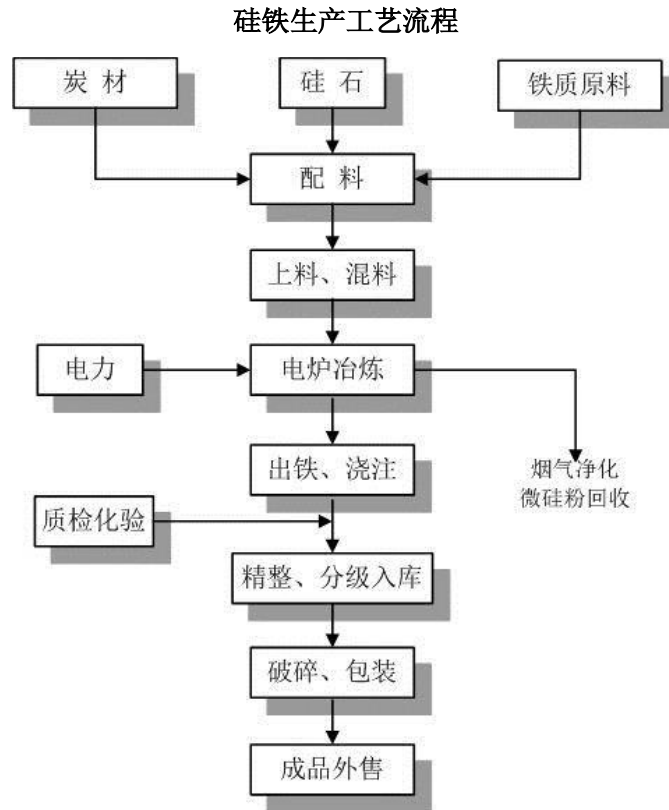 硅铁生产工艺流程
炭 材
硅 石
铁质原料
配 料
上料、混料
电力
电炉冶炼
出铁、浇注
烟气净化
微硅粉回收
质检化验
精整、分级入库
破碎、包装
成品外售